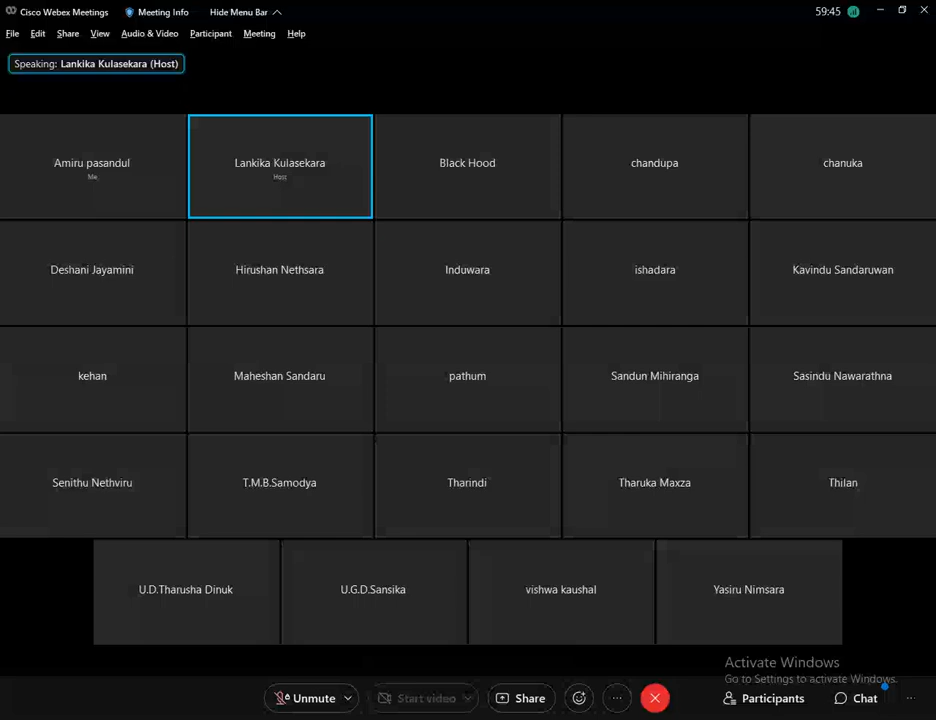 Cisco Webex Meetings Meeting Info Hide Menu Bar 59:45
File Edit Share View Audio & Video Participant Meeting Help
Speaking: Lankika Kulasekara (Host)
Amiru pasandul Lankika Kulasekara Black Hood chandupa chanuka
Me Host
Deshani Jayamini Hirushan Nethsara Induwara ishadara Kavindu Sandaruwan
kehan Maheshan Sandaru pathum Sandun Mihiranga Sasindu Nawarathna
Senithu Nethviru T.M.B.Samodya Tharindi Tharuka Maxza Thilan
U.D.Tharusha Dinuk U.G.D.Sansika vishwa kaushal Yasiru Nimsara
Activate Windows
Go to Settings to activate Windows.
Unmute Start video Share Participants Chat